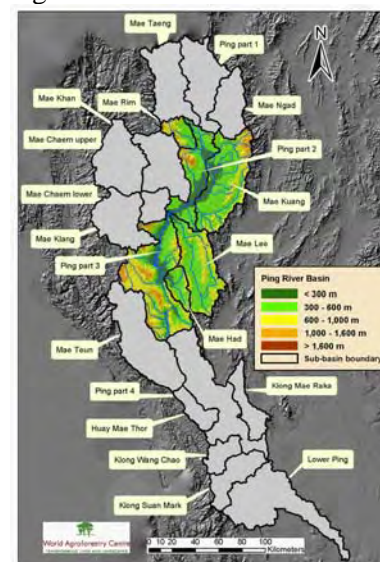 Mae Taeng
Ping part 1
N
Mae Khan
Mae Rim
Mae Ngad
Mae Chaem upper
Ping part 2
Mae Chaem lower
Mae Kuang
Mae Klang
Mae Lee
Ping part 3
Ping River Basin
< 300 m
300 - 600 m
600 - 1,000 m
1,000 - 1,600 m
> 1,600 m
Sub-basin boundary
Mae Had
Mae Teun
Ping part 4
Klong Mae Raka
Huay Mae Thor
Klong Wang Chao
Lower Ping
Klong Suan Mark
World Agroforestry Centre
0 10 20 40 60 80 100
Kilometers